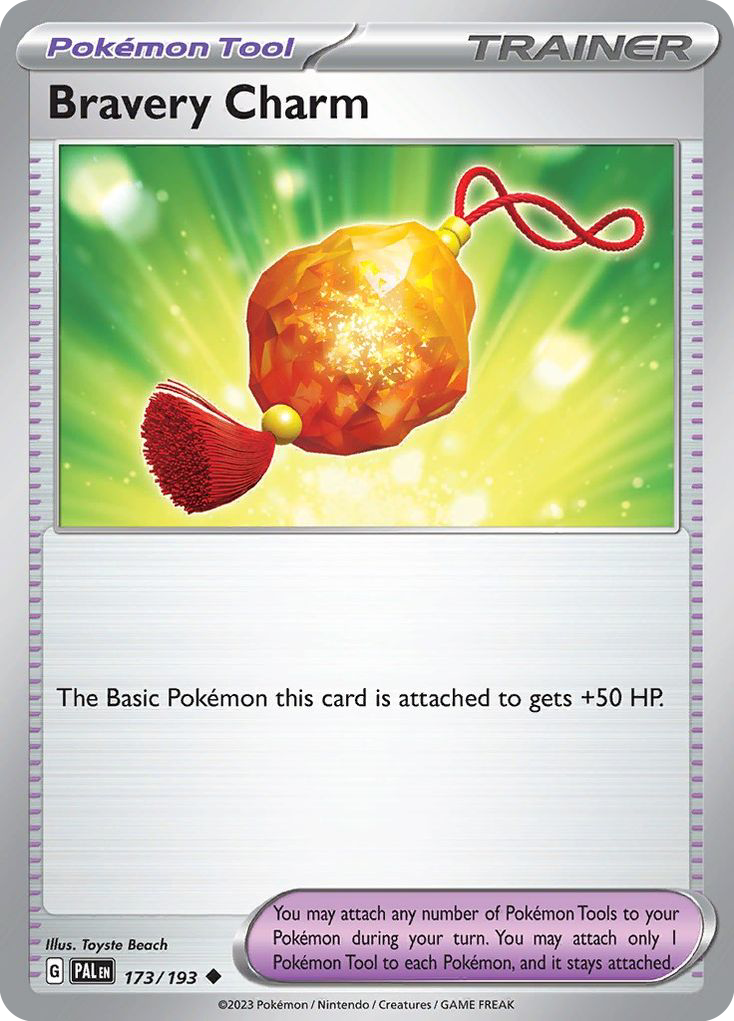 Pokémon Tool
TRAINER
Bravery Charm
The Basic Pokémon this card is attached to gets +50 HP.
You may attach any number of Pokémon Tools to your
Pokémon during your turn. You may attach only 1
Pokémon Tool to each Pokémon, and it stays attached.
Illus. Toyste Beach
G PAL EN 173/193
©2023 Pokémon / Nintendo / Creatures / GAME FREAK